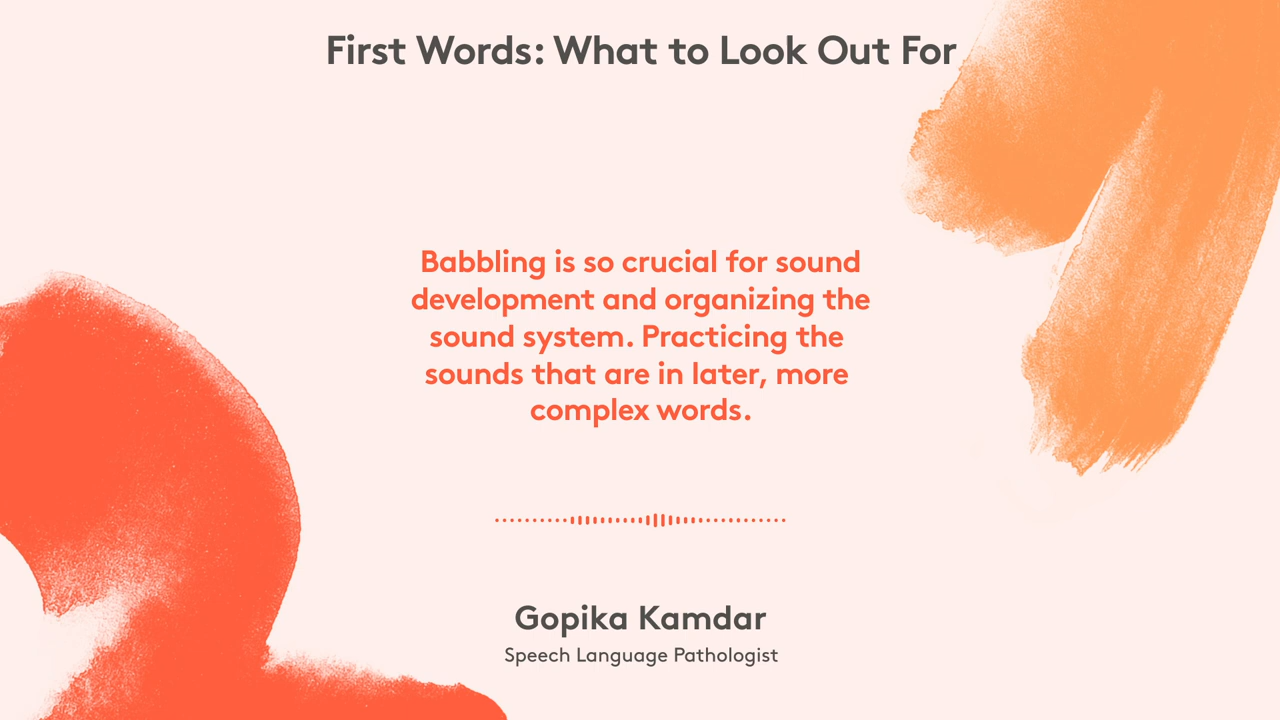 First Words: What to Look Out For
Babbling is so crucial for sound
development and organizing the
sound system. Practicing the
sounds that are in later, more
complex words.
Gopika Kamdar
Speech Language Pathologist